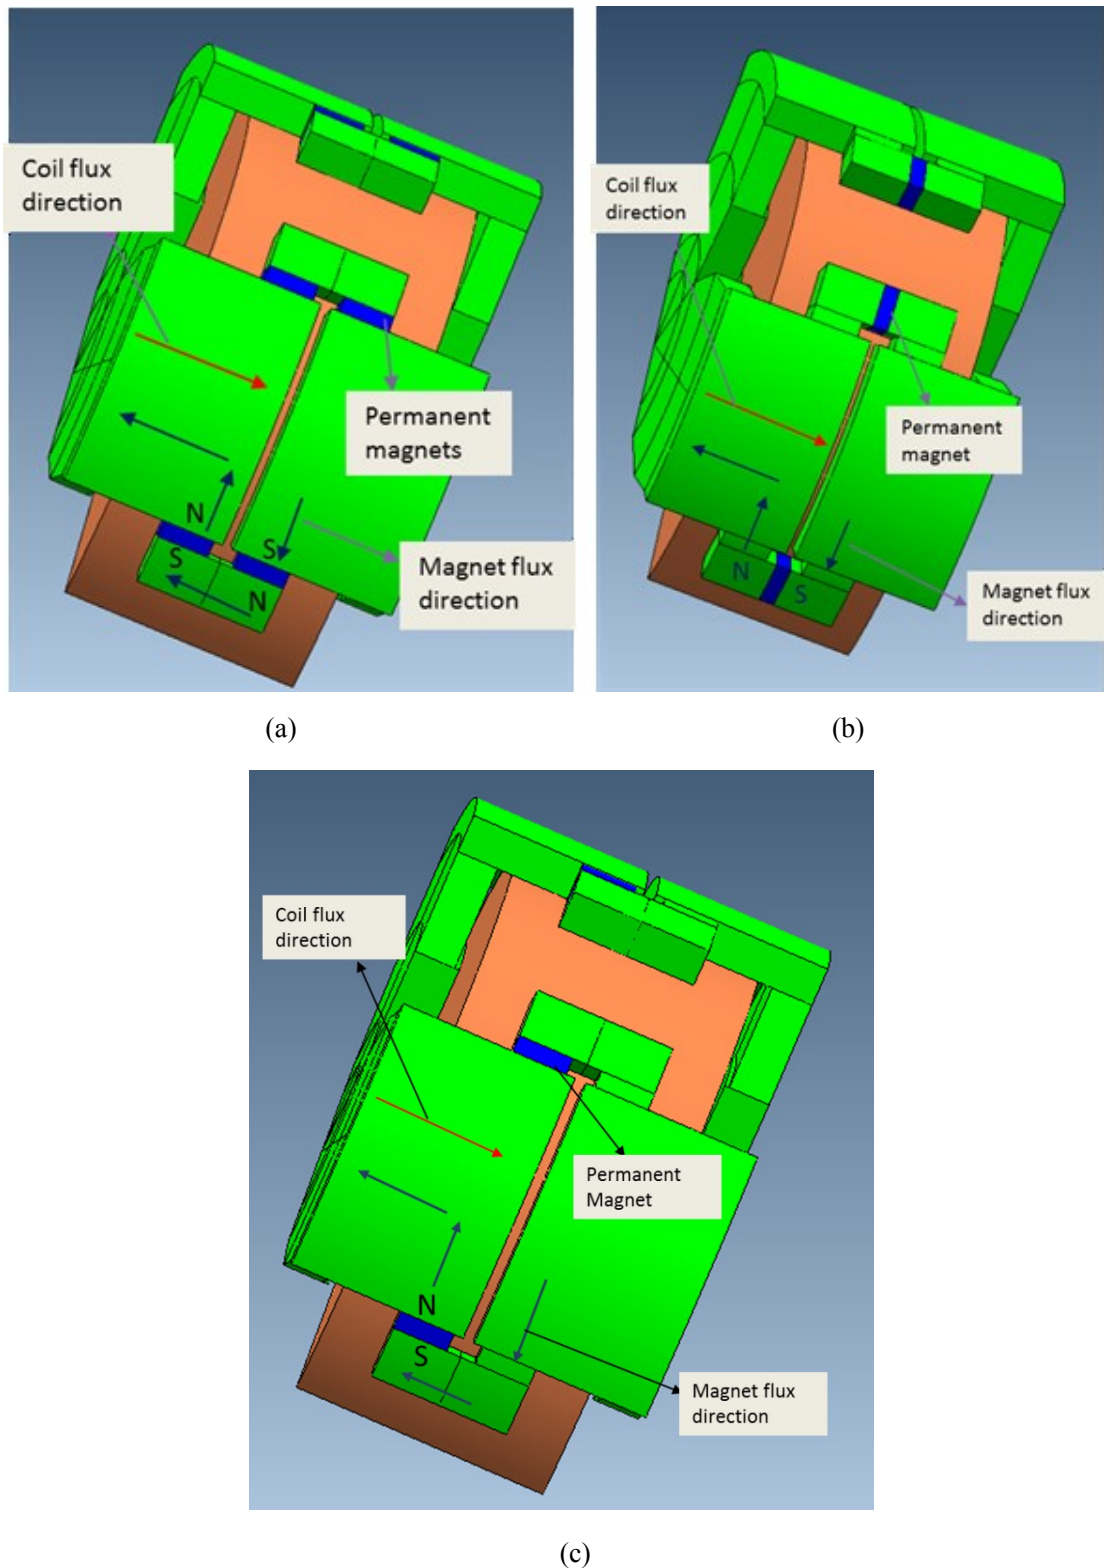 Coil flux
direction
N
S
S
N
Permanent
magnets
Magnet flux
direction
(a)
Coil flux
direction
Permanent
magnet
N
S
Magnet flux
direction
(b)
Coil flux
direction
Permanent
Magnet
N
S
Magnet flux
direction
(c)